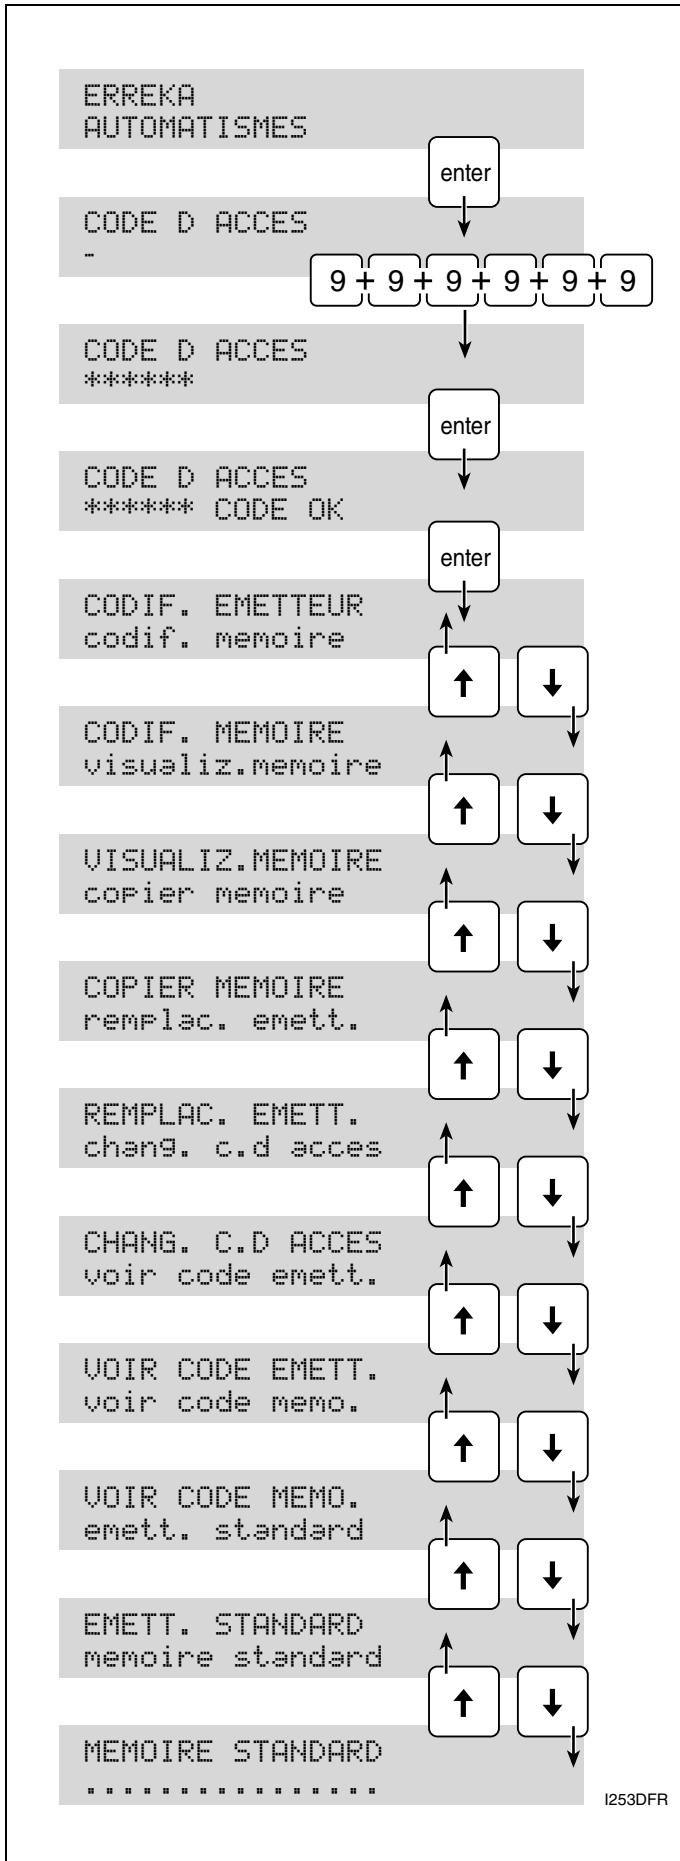 ERREKA
AUTOMATISMES
enter
CODE D ACCES
_
9 + 9 + 9 + 9 + 9 + 9
CODE D ACCES
******
enter
CODE D ACCES
****** CODE OK
enter
CODIF. EMETTEUR
codif. memoire
↑ ↓
CODIF. MEMOIRE
visualiz.memoire
↑ ↓
VISUALIZ.MEMOIRE
copier memoire
↑ ↓
COPIER MEMOIRE
remplac. emett.
↑ ↓
REMPLAC. EMETT.
chang. c.d acces
↑ ↓
CHANG. C.D ACCES
voir code emett.
↑ ↓
VOIR CODE EMETT.
voir code memo.
↑ ↓
VOIR CODE MEMO.
emett. standard
↑ ↓
EMETT. STANDARD
memoire standard
↑ ↓
MEMOIRE STANDARD
................
I253DFR